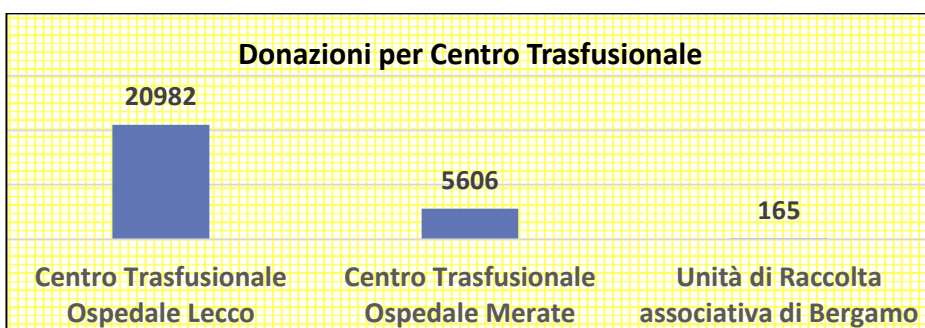 Donazioni per Centro Trasfusionale
20982
5606
165
Centro Trasfusionale
Ospedale Lecco
Centro Trasfusionale
Ospedale Merate
Unità di Raccolta
associativa di Bergamo